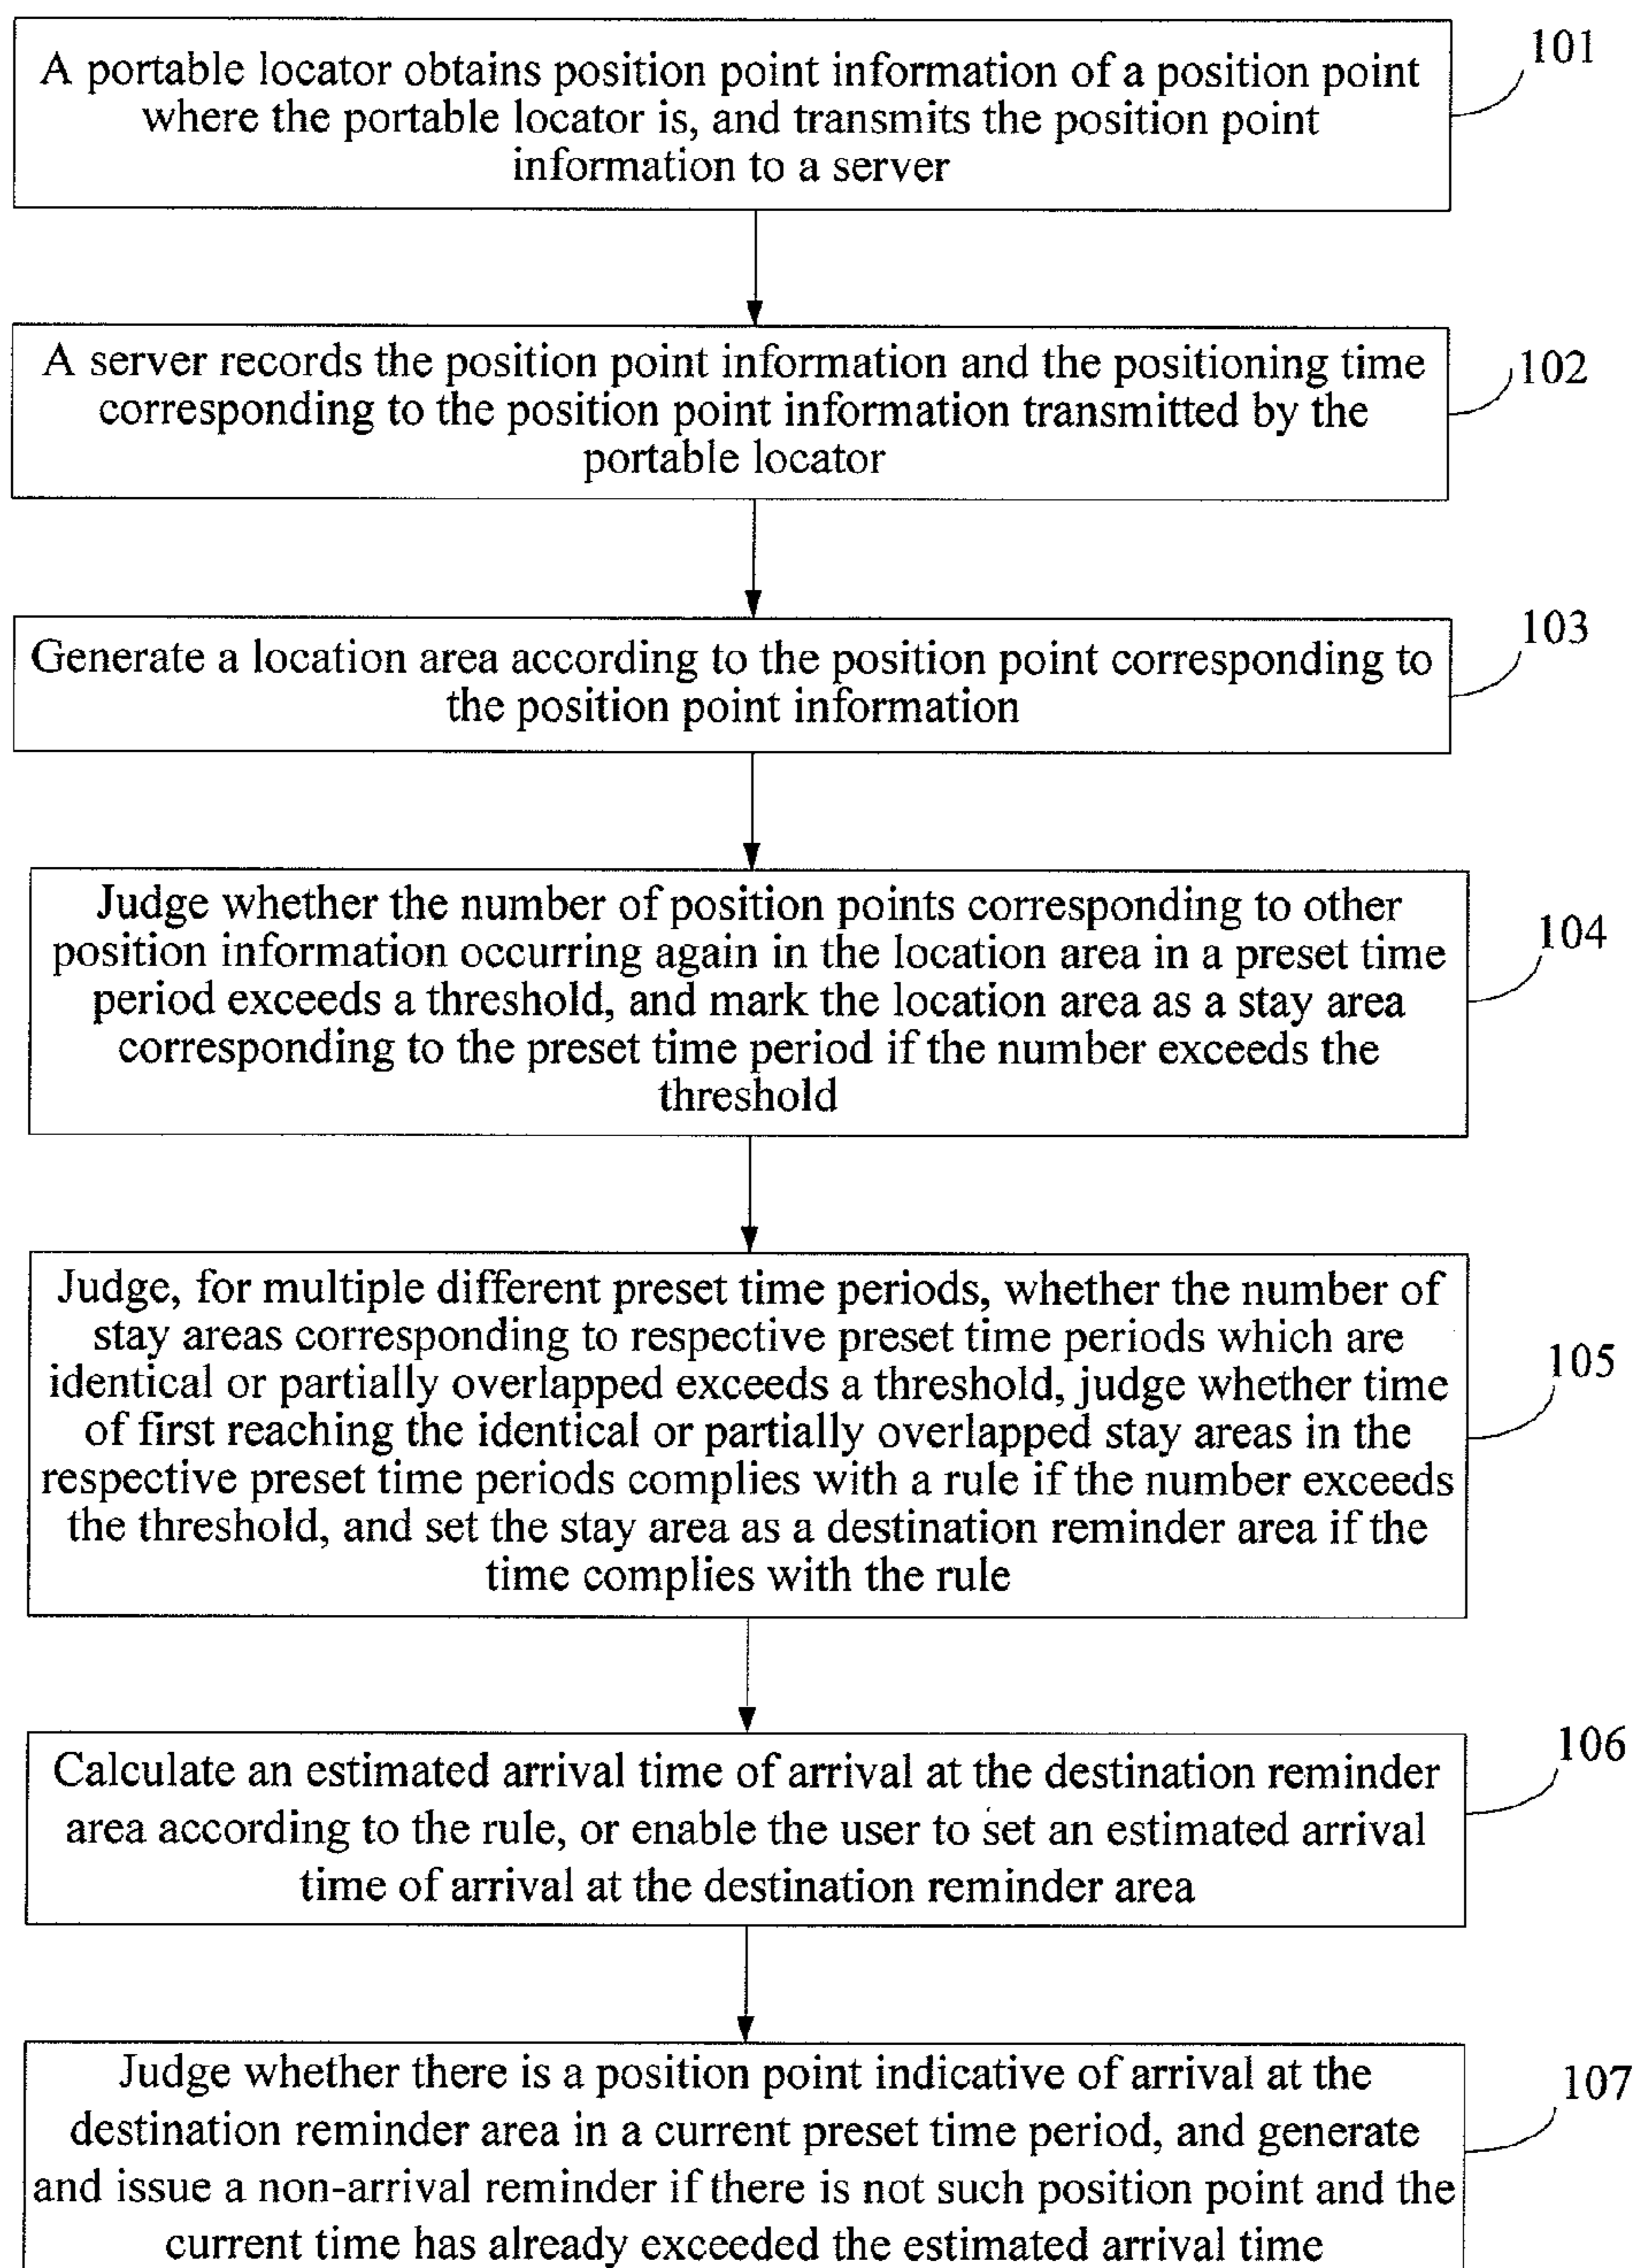 A portable locator obtains position point information of a position point
where the portable locator is, and transmits the position point
information to a server
101
A server records the position point information and the positioning time
corresponding to the position point information transmitted by the
portable locator
102
Generate a location area according to the position point corresponding to
the position point information
103
Judge whether the number of position points corresponding to other
position information occurring again in the location area in a preset time
period exceeds a threshold, and mark the location area as a stay area
corresponding to the preset time period if the number exceeds the
threshold
104
Judge, for multiple different preset time periods, whether the number of
stay areas corresponding to respective preset time periods which are
identical or partially overlapped exceeds a threshold, judge whether time
of first reaching the identical or partially overlapped stay areas in the
respective preset time periods complies with a rule if the number exceeds
the threshold, and set the stay area as a destination reminder area if the
time complies with the rule
105
Calculate an estimated arrival time of arrival at the destination reminder
area according to the rule, or enable the user to set an estimated arrival
time of arrival at the destination reminder area
106
Judge whether there is a position point indicative of arrival at the
destination reminder area in a current preset time period, and generate
and issue a non-arrival reminder if there is not such position point and the
current time has already exceeded the estimated arrival time
107